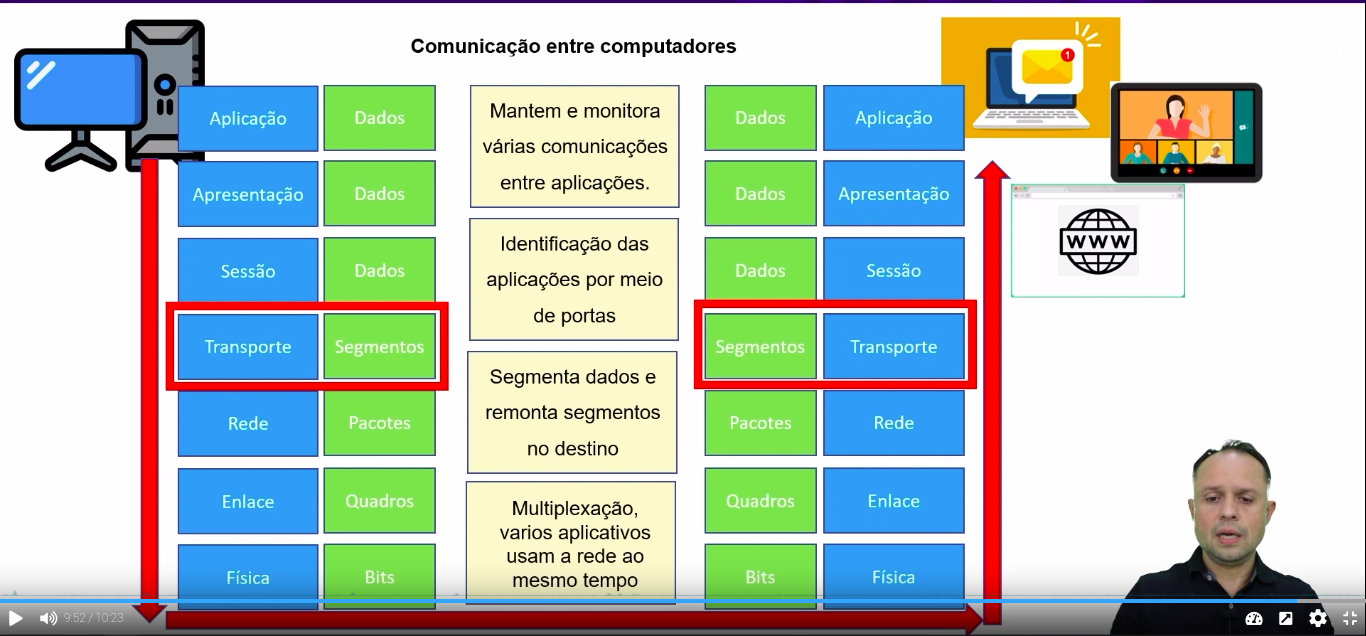 Comunicação entre computadores
Aplicação
Dados
Apresentação
Dados
Sessão
Dados
Transporte
Segmentos
Rede
Pacotes
Enlace
Quadros
Física
Bits
Mantem e monitora
várias comunicações
entre aplicações.
Identificação das
aplicações por meio
de portas
Segmenta dados e
remonta segmentos
no destino
Multiplexação,
varios aplicativos
usam a rede ao
mesmo tempo
Dados
Aplicação
Dados
Apresentação
Dados
Sessão
Segmentos
Transporte
Pacotes
Rede
Quadros
Enlace
Bits
Física
1
WWW
9:52 / 10:23